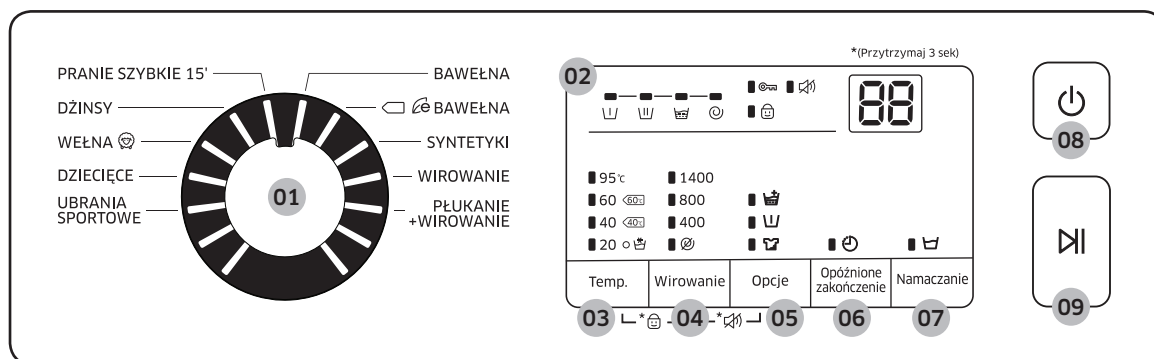 PRANIE SZYBKIE 15'
DŻINSY
WEŁNA
DZIECIĘCE
UBRANIA
SPORTOWE
BAWEŁNA
BAWEŁNA
SYNTETYKI
WIROWANIE
PŁUKANIE
+WIROWANIE
01
*(Przytrzymaj 3 sek)
02
88
95℃
60 60℃
40 40℃
20
1400
800
400
Temp.
Wirowanie
Opcje
Opóźnione
zakończenie
Namaczanie
03
*
04
*
05
06
07
08
09